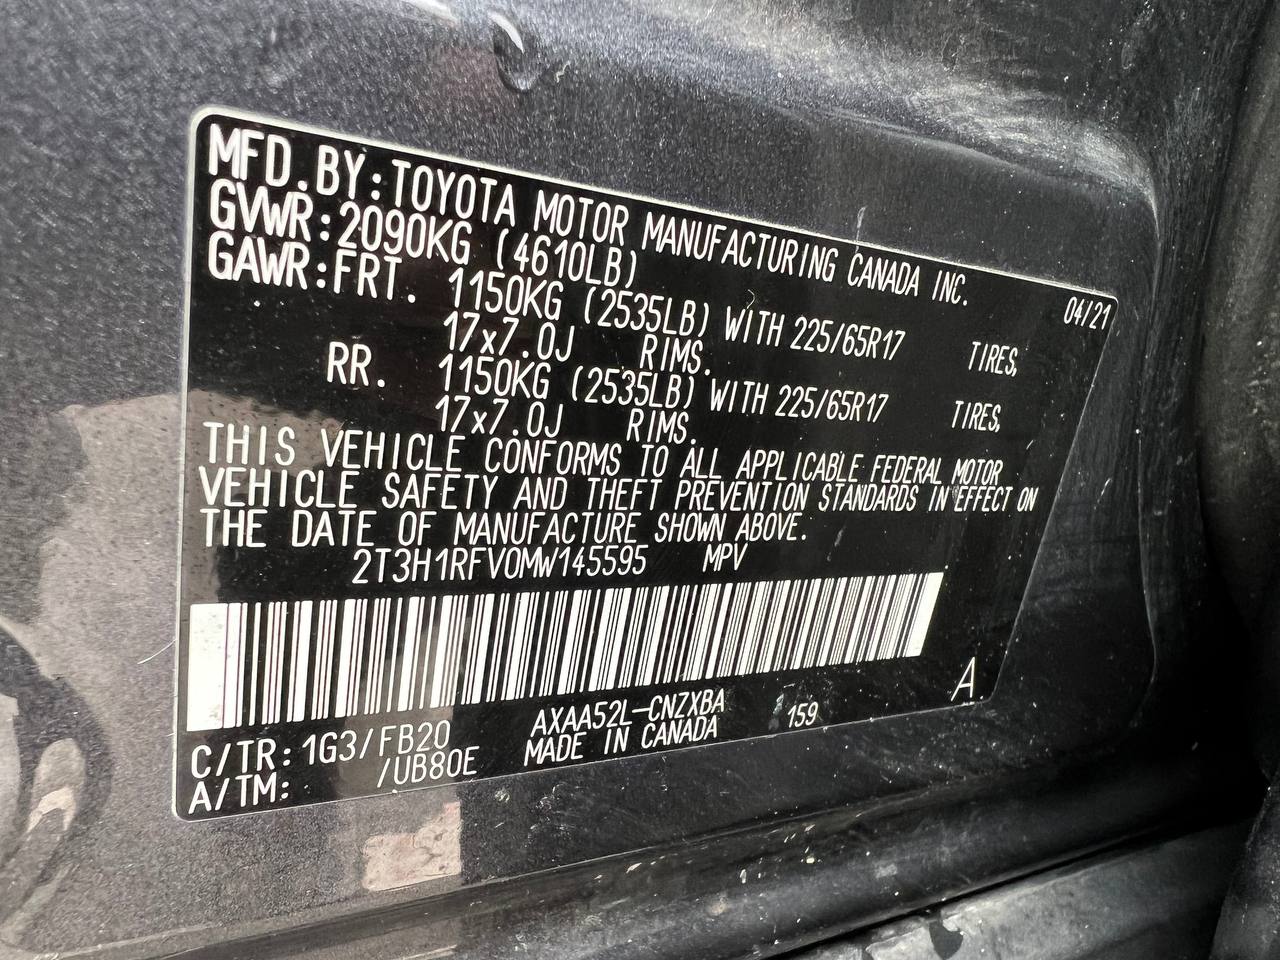 MFD.BY:TOYOTA MOTOR MANUFACTURING CANADA INC. 04/21
GVWR:2090KG (4610LB)
GAWR:FRT. 1150KG (2535LB) WITH 225/65R17 TIRES,
17x7.0J RIMS.
RR. 1150KG (2535LB) WITH 225/65R17 TIRES,
17x7.0J RIMS.
THIS VEHICLE CONFORMS TO ALL APPLICABLE FEDERAL MOTOR
VEHICLE SAFETY AND THEFT PREVENTION STANDARDS IN EFFECT ON
THE DATE OF MANUFACTURE SHOWN ABOVE.
2T3H1RFV0MW145595 MPV
A
C/TR: 1G3/FB20 AXAA52L-CNZXBA 159
A/TM: /UB80E MADE IN CANADA